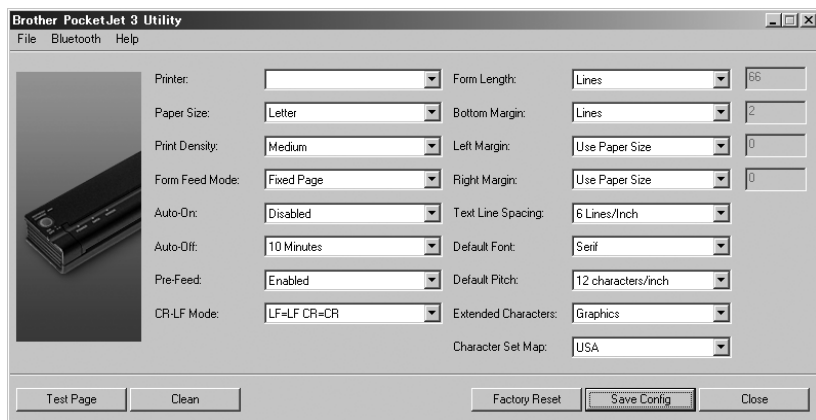 Brother PocketJet 3 Utility
File Bluetooth Help
Printer:
Paper Size: Letter
Print Density: Medium
Form Feed Mode: Fixed Page
Auto-On: Disabled
Auto-Off: 10 Minutes
Pre-Feed: Enabled
CR-LF Mode: LF=LF CR=CR
Form Length: Lines 66
Bottom Margin: Lines 2
Left Margin: Use Paper Size 0
Right Margin: Use Paper Size 0
Text Line Spacing: 6 Lines/Inch
Default Font: Serif
Default Pitch: 12 characters/inch
Extended Characters: Graphics
Character Set Map: USA
Test Page Clean Factory Reset Save Config Close